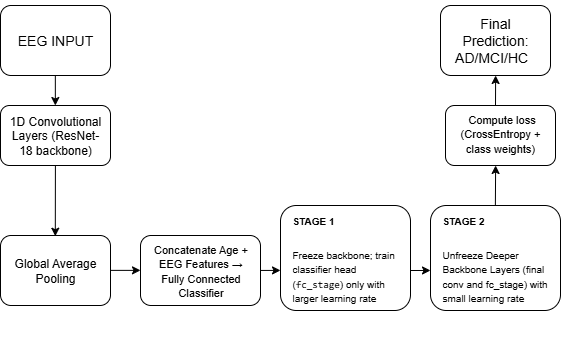 EEG INPUT
1D Convolutional
Layers (ResNet-
18 backbone)
Global Average
Pooling
Concatenate Age +
EEG Features →
Fully Connected
Classifier
STAGE 1
Freeze backbone; train
classifier head
(fc_stage) only with
larger learning rate
STAGE 2
Unfreeze Deeper
Backbone Layers (final
conv and fc_stage) with
small learning rate
Compute loss
(CrossEntropy +
class weights)
Final
Prediction:
AD/MCI/HC